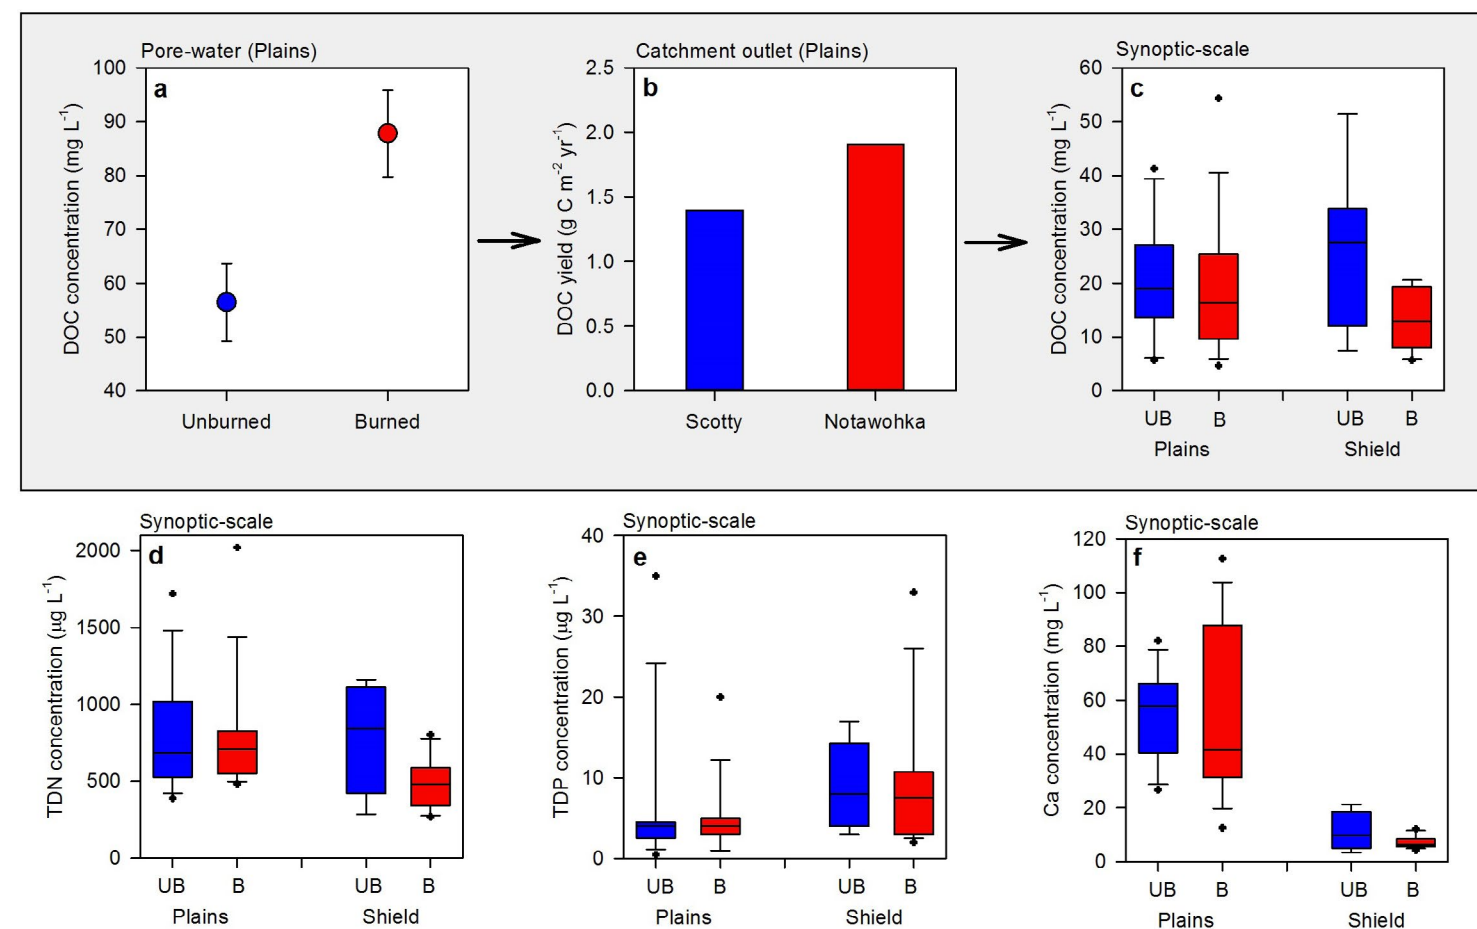 Pore-water (Plains)
a
DOC concentration (mg L⁻¹)
100
90
80
70
60
50
40
Unburned Burned
Catchment outlet (Plains)
b
DOC yield (g C m⁻² yr⁻¹)
2.5
2.0
1.5
1.0
0.5
0.0
Scotty Notawohka
Synoptic-scale
c
DOC concentration (mg L⁻¹)
60
50
40
30
20
10
0
UB B UB B
Plains Shield
Synoptic-scale
d
TDN concentration (µg L⁻¹)
2000
1500
1000
500
0
UB B UB B
Plains Shield
Synoptic-scale
e
TDP concentration (µg L⁻¹)
40
30
20
10
0
UB B UB B
Plains Shield
Synoptic-scale
f
Ca concentration (mg L⁻¹)
120
100
80
60
40
20
0
UB B UB B
Plains Shield